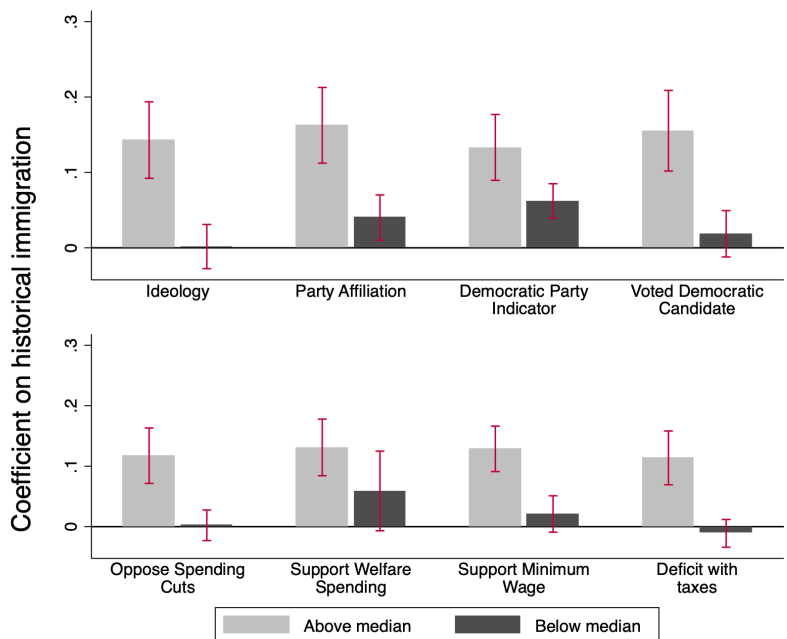 Coefficient on historical immigration
.3
.2
.1
0
Ideology
Party Affiliation
Democratic Party
Indicator
Voted Democratic
Candidate
.3
.2
.1
0
Oppose Spending
Cuts
Support Welfare
Spending
Support Minimum
Wage
Deficit with
taxes
Above median
Below median